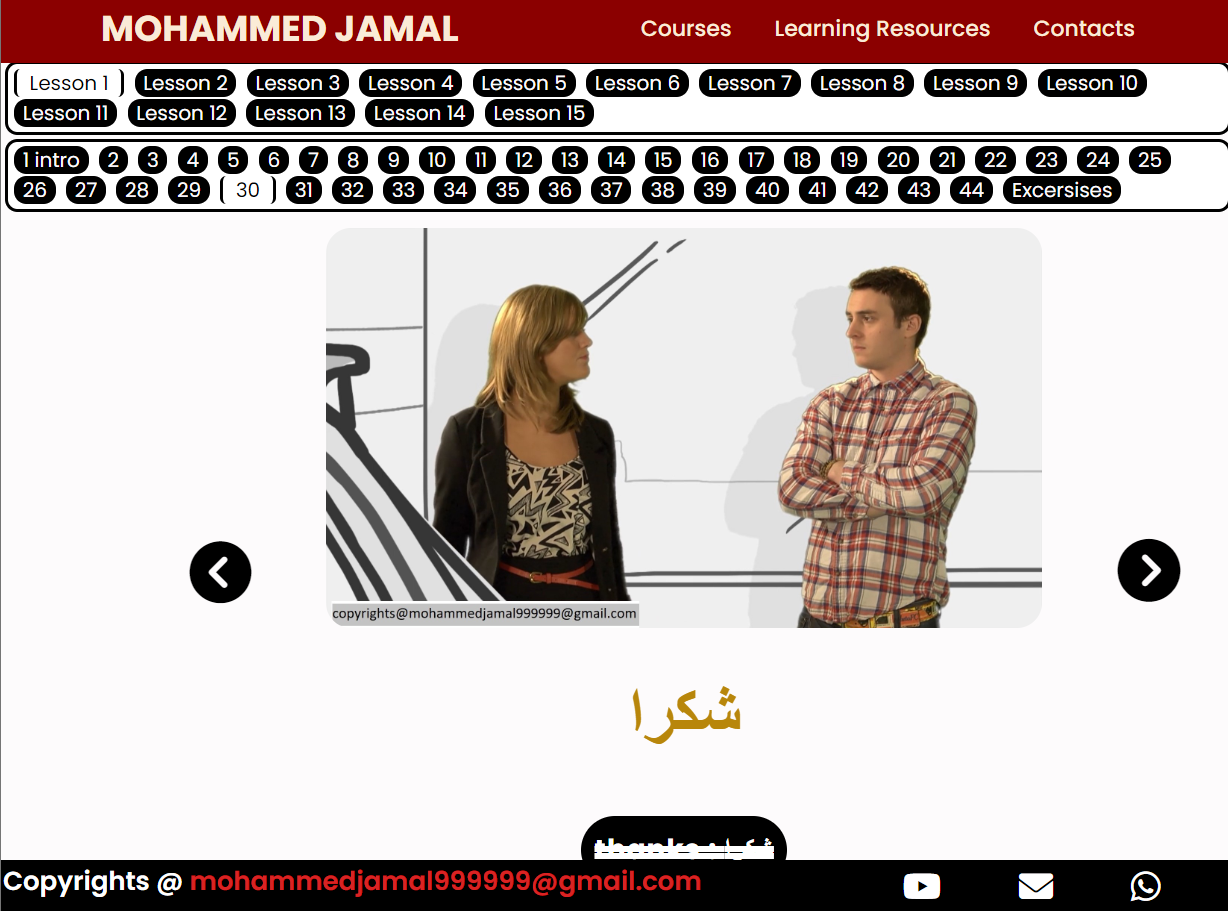 MOHAMMED JAMAL Courses Learning Resources Contacts
Lesson 1 Lesson 2 Lesson 3 Lesson 4 Lesson 5 Lesson 6 Lesson 7 Lesson 8 Lesson 9 Lesson 10
Lesson 11 Lesson 12 Lesson 13 Lesson 14 Lesson 15
1 intro 2 3 4 5 6 7 8 9 10 11 12 13 14 15 16 17 18 19 20 21 22 23 24 25
26 27 28 29 30 31 32 33 34 35 36 37 38 39 40 41 42 43 44 Excersises
copyrights@mohammedjamal999999@gmail.com
شكرا
thanks : شكرا
Copyrights @ mohammedjamal999999@gmail.com